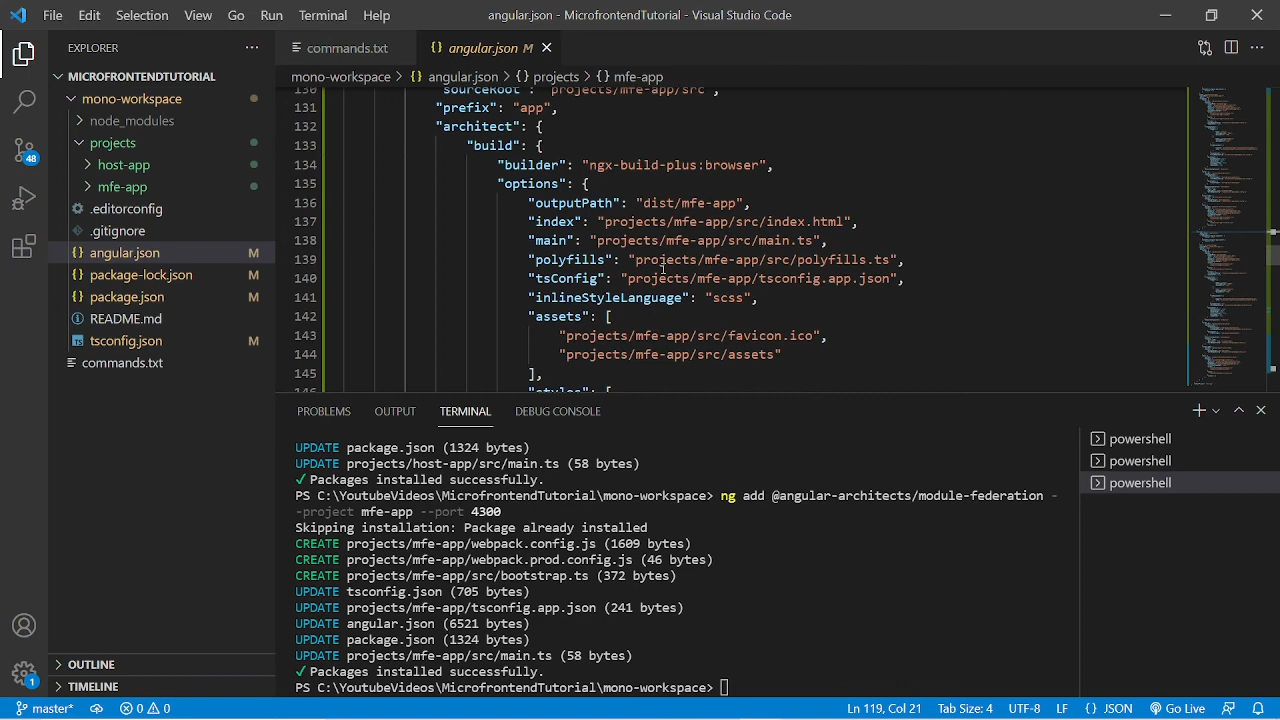 File Edit Selection View Go Run Terminal Help angular.json - MicrofrontendTutorial - Visual Studio Code
EXPLORER
MICROFRONTENDTUTORIAL
mono-workspace
node_modules
projects
host-app
mfe-app
.editorconfig
.gitignore
angular.json M
package-lock.json M
package.json M
README.md
tsconfig.json M
commands.txt
OUTLINE
TIMELINE
48
1
commands.txt angular.json M
mono-workspace > {} angular.json > {} projects > {} mfe-app
130 "sourceRoot": "projects/mfe-app/src",
131 "prefix": "app",
132 "architect": {
133 "build": {
134 "builder": "ngx-build-plus:browser",
135 "options": {
136 "outputPath": "dist/mfe-app",
137 "index": "projects/mfe-app/src/index.html",
138 "main": "projects/mfe-app/src/main.ts",
139 "polyfills": "projects/mfe-app/src/polyfills.ts",
140 "tsConfig": "projects/mfe-app/tsconfig.app.json",
141 "inlineStyleLanguage": "scss",
142 "assets": [
143 "projects/mfe-app/src/favicon.ico",
144 "projects/mfe-app/src/assets"
145 ],
146 "styles": [
PROBLEMS OUTPUT TERMINAL DEBUG CONSOLE
UPDATE package.json (1324 bytes)
UPDATE projects/host-app/src/main.ts (58 bytes)
✓ Packages installed successfully.
PS C:\YoutubeVideos\MicrofrontendTutorial\mono-workspace> ng add @angular-architects/module-federation -
-project mfe-app --port 4300
Skipping installation: Package already installed
CREATE projects/mfe-app/webpack.config.js (1609 bytes)
CREATE projects/mfe-app/webpack.prod.config.js (46 bytes)
CREATE projects/mfe-app/src/bootstrap.ts (372 bytes)
UPDATE tsconfig.json (705 bytes)
UPDATE projects/mfe-app/tsconfig.app.json (241 bytes)
UPDATE angular.json (6521 bytes)
UPDATE package.json (1324 bytes)
UPDATE projects/mfe-app/src/main.ts (58 bytes)
✓ Packages installed successfully.
PS C:\YoutubeVideos\MicrofrontendTutorial\mono-workspace>
powershell
powershell
powershell
master* 0 0 Ln 119, Col 21 Tab Size: 4 UTF-8 LF {} JSON Go Live